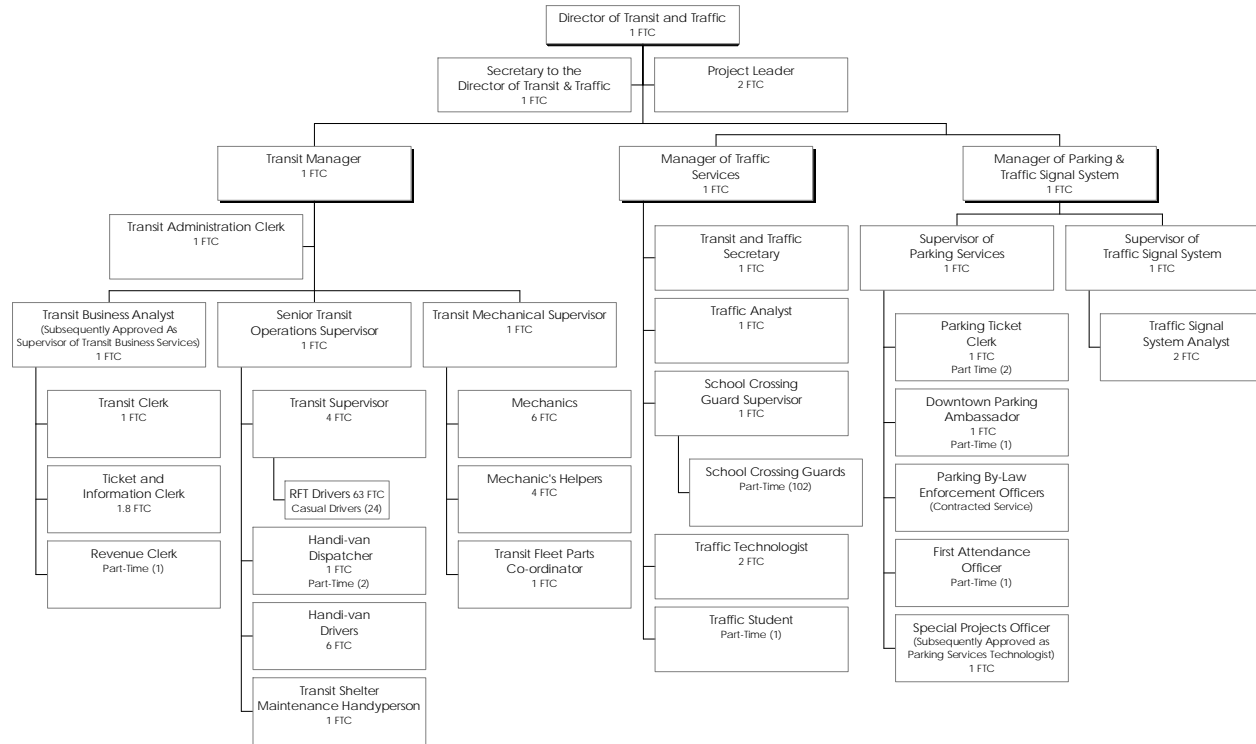 Director of Transit and Traffic
1 FTC
Secretary to the
Director of Transit & Traffic
1 FTC
Project Leader
2 FTC
Transit Manager
1 FTC
Manager of Traffic
Services
1 FTC
Manager of Parking &
Traffic Signal System
1 FTC
Transit Administration Clerk
1 FTC
Transit Business Analyst
(Subsequently Approved As
Supervisor of Transit Business Services)
1 FTC
Transit Clerk
1 FTC
Ticket and
Information Clerk
1.8 FTC
Revenue Clerk
Part-Time (1)
Senior Transit
Operations Supervisor
1 FTC
Transit Supervisor
4 FTC
RFT Drivers 63 FTC
Casual Drivers (24)
Handi-van
Dispatcher
1 FTC
Part-Time (2)
Handi-van
Drivers
6 FTC
Transit Shelter
Maintenance Handyperson
1 FTC
Transit Mechanical Supervisor
1 FTC
Mechanics
6 FTC
Mechanic's Helpers
4 FTC
Transit Fleet Parts
Co-ordinator
1 FTC
Transit and Traffic
Secretary
1 FTC
Traffic Analyst
1 FTC
School Crossing
Guard Supervisor
1 FTC
School Crossing Guards
Part-Time (102)
Traffic Technologist
2 FTC
Traffic Student
Part-Time (1)
Supervisor of
Parking Services
1 FTC
Parking Ticket
Clerk
1 FTC
Part Time (2)
Downtown Parking
Ambassador
1 FTC
Part-Time (1)
Parking By-Law
Enforcement Officers
(Contracted Service)
First Attendance
Officer
Part-Time (1)
Special Projects Officer
(Subsequently Approved as
Parking Services Technologist)
1 FTC
Supervisor of
Traffic Signal System
1 FTC
Traffic Signal
System Analyst
2 FTC